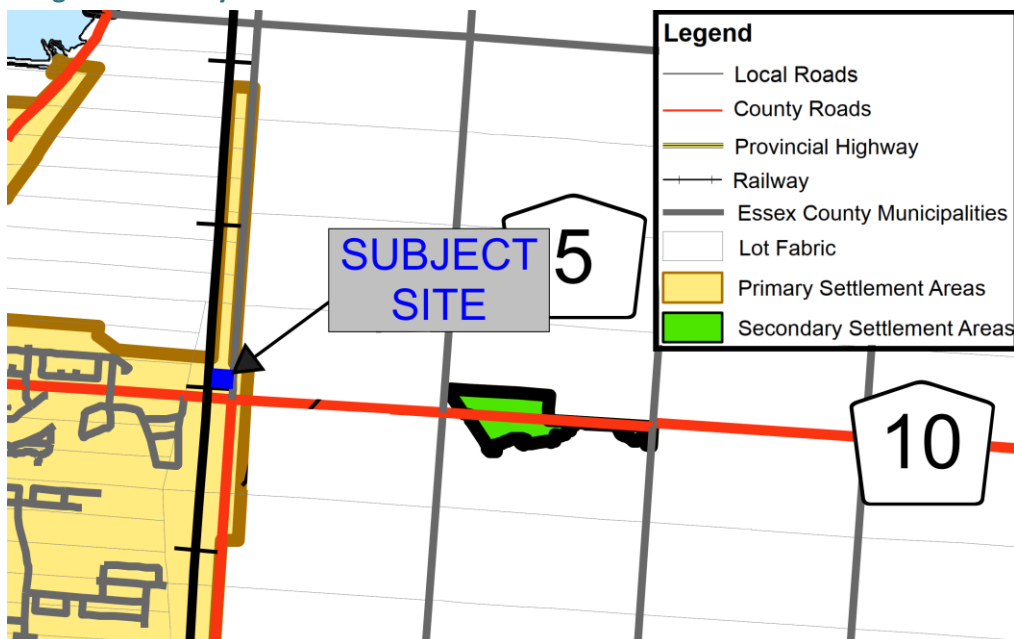 Legend
Local Roads
County Roads
Provincial Highway
Railway
Essex County Municipalities
Lot Fabric
Primary Settlement Areas
Secondary Settlement Areas
SUBJECT
SITE
5
10